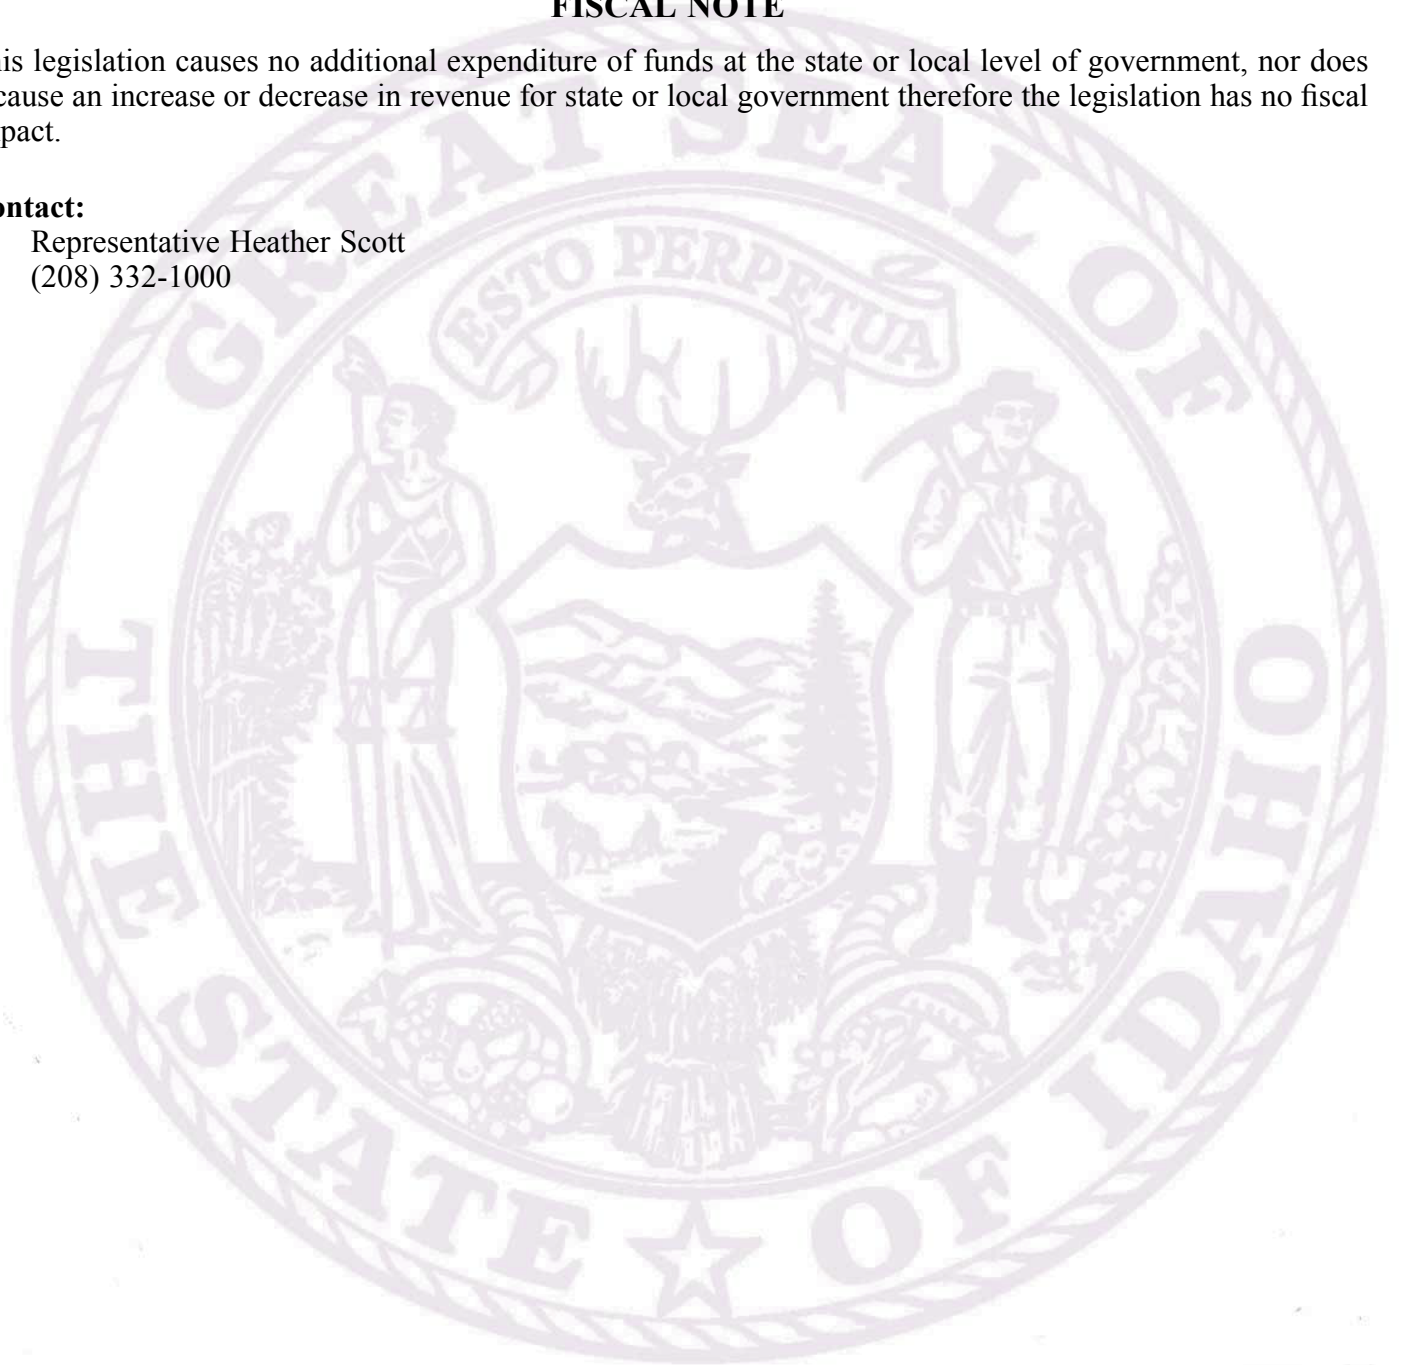 FISCAL NOTE
his legislation causes no additional expenditure of funds at the state or local level of government, nor does
cause an increase or decrease in revenue for state or local government therefore the legislation has no fiscal
pact.
ontact:
Representative Heather Scott
(208) 332-1000
GREAT SEAL OF
ESTO PERPETUA
THE
IDAHO
STATE ☆ OF